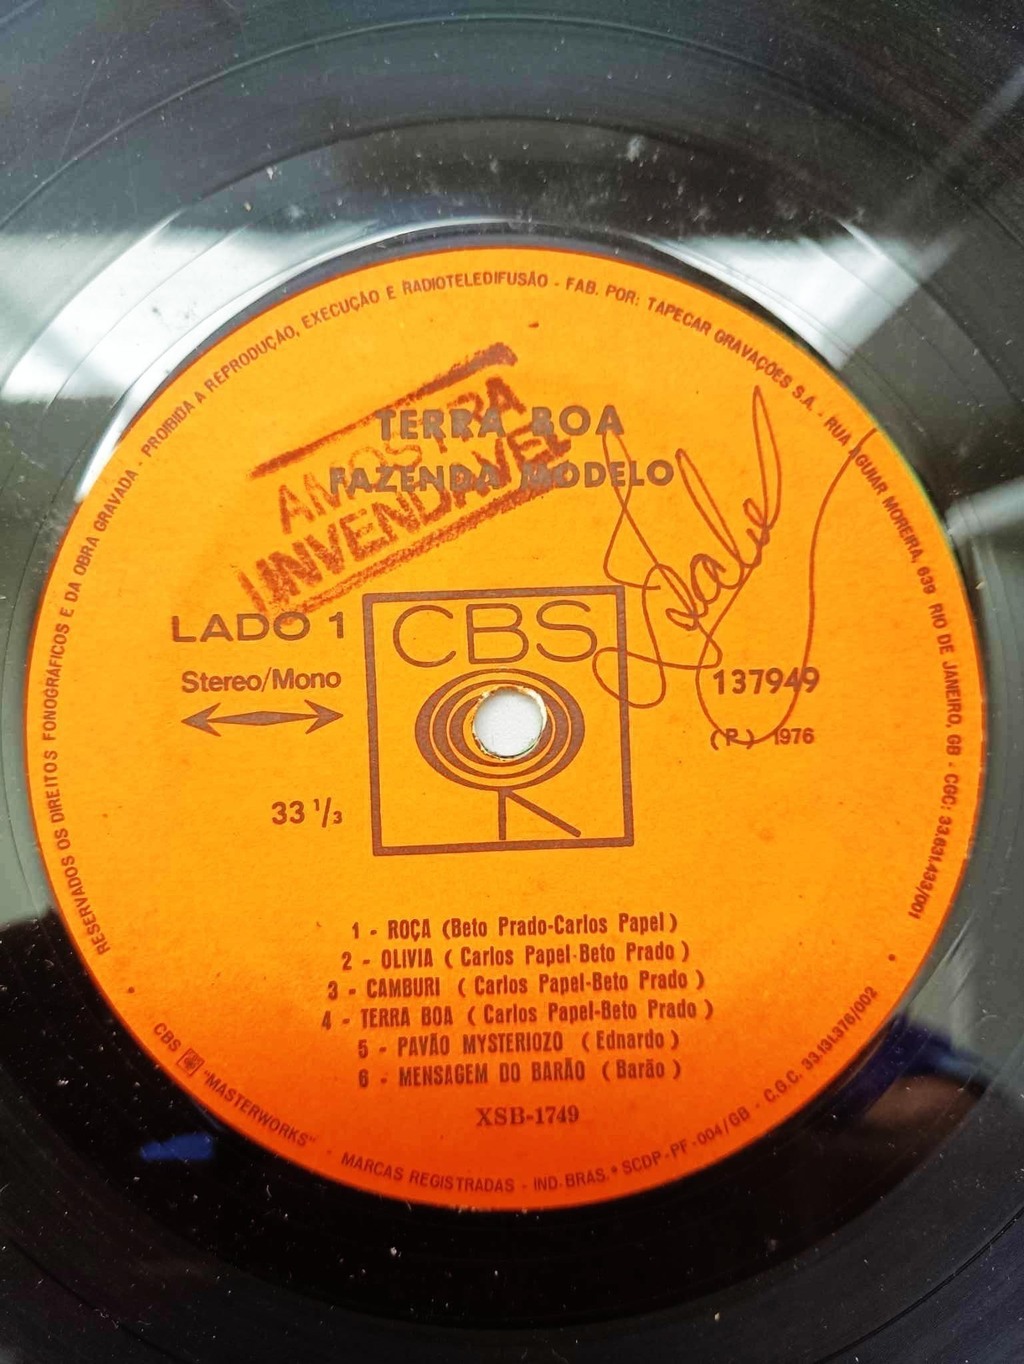 RESERVADOS OS DIREITOS FONOGRÁFICOS E DA OBRA GRAVADA - PROIBIDA A REPRODUÇÃO, EXECUÇÃO E RADIOTELEDIFUSÃO - FAB. POR: TAPECAR GRAVAÇÕES S.A. - RUA AGUIAR MOREIRA, 639 RIO DE JANEIRO, GB - CGC: 33.631.433/001
TERRA BOA
FAZENDA MODELO
AMOSTRA
INVENDAVEL
LADO 1
CBS
Stereo/Mono
137949
(P) 1976
33 1/3
1 - ROÇA (Beto Prado-Carlos Papel)
2 - OLIVIA ( Carlos Papel-Beto Prado )
3 - CAMBURI ( Carlos Papel-Beto Prado )
4 - TERRA BOA ( Carlos Papel-Beto Prado )
5 - PAVÃO MYSTERIOZO ( Ednardo )
6 - MENSAGEM DO BARÃO ( Barão )
XSB-1749
CBS "MASTERWORKS" - MARCAS REGISTRADAS - IND. BRAS. • SCDP-PF-004/GB - C.G.C. 33.131.376/002